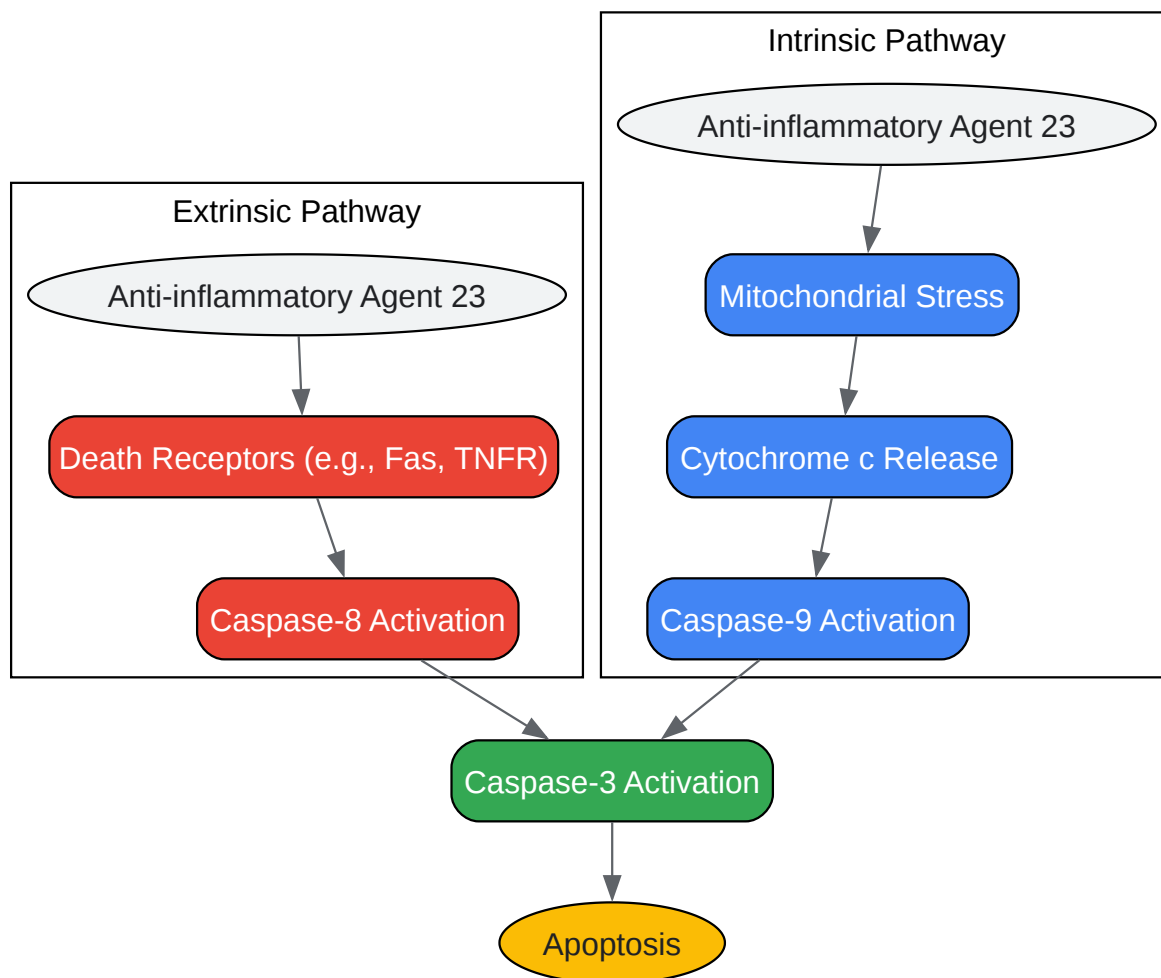 Extrinsic Pathway
Anti-inflammatory Agent 23
Death Receptors (e.g., Fas, TNFR)
Caspase-8 Activation
Intrinsic Pathway
Anti-inflammatory Agent 23
Mitochondrial Stress
Cytochrome c Release
Caspase-9 Activation
Caspase-3 Activation
Apoptosis